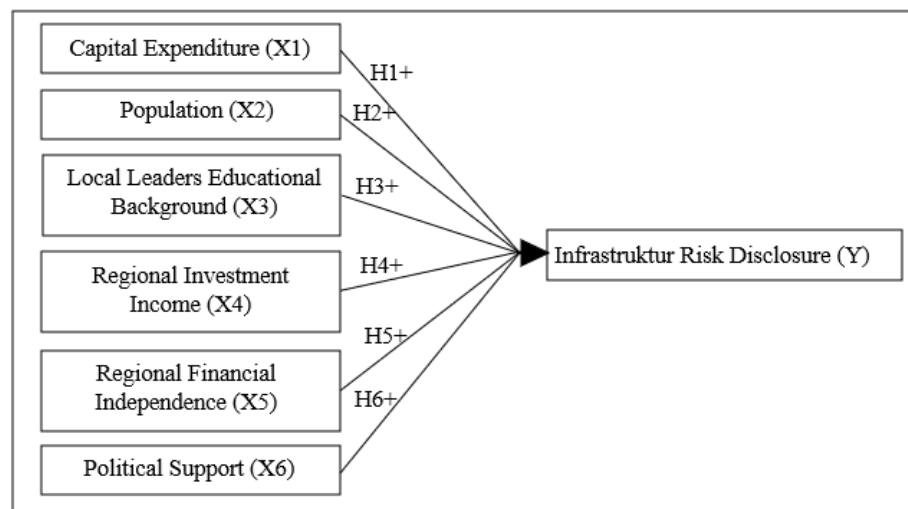 Capital Expenditure (X1)
H1+
Population (X2)
H2+
Local Leaders Educational
Background (X3)
H3+
Regional Investment
Income (X4)
H4+
Infrastruktur Risk Disclosure (Y)
Regional Financial
Independence (X5)
H5+
H6+
Political Support (X6)